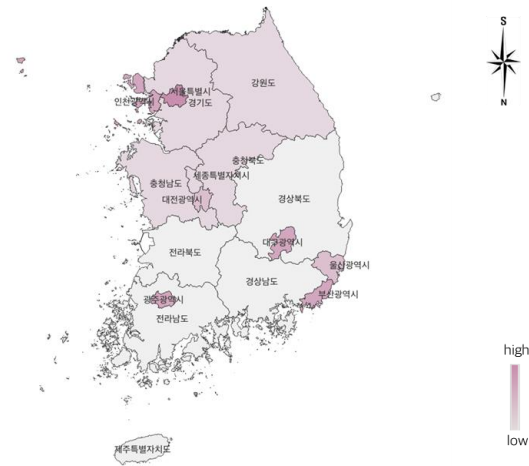 S
N
강원도
서울특별시
인천광역시
경기도
충청북도
세종특별자치시
충청남도
대전광역시
경상북도
대구광역시
전라북도
울산광역시
경상남도
부산광역시
광주광역시
전라남도
high
low
제주특별자치도